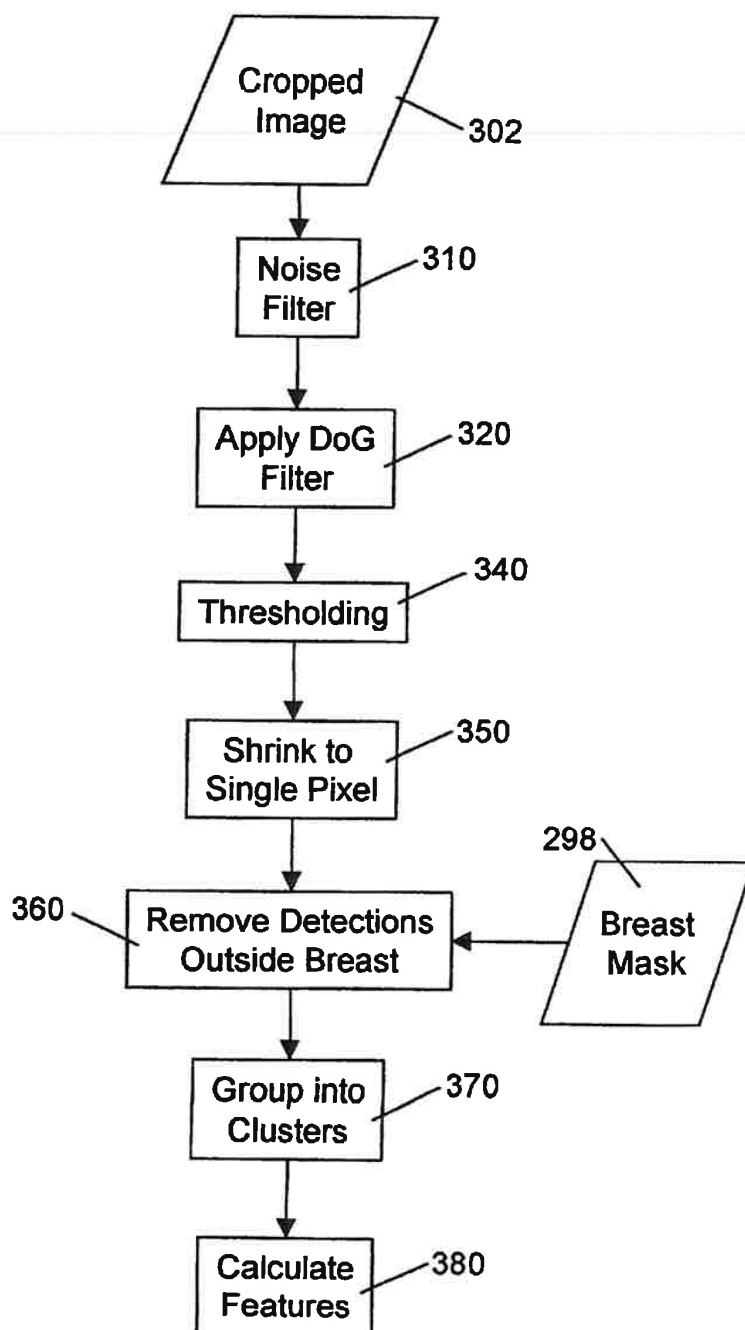 Cropped
Image
302
Noise
Filter
310
Apply DoG
Filter
320
Thresholding
340
Shrink to
Single Pixel
350
298
Breast
Mask
360
Remove Detections
Outside Breast
Group into
Clusters
370
Calculate
Features
380